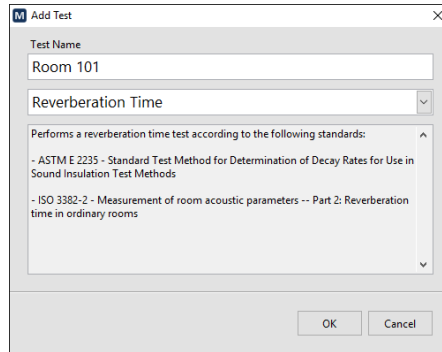 M Add Test
Test Name
Room 101
Reverberation Time
Performs a reverberation time test according to the following standards:
- ASTM E 2235 - Standard Test Method for Determination of Decay Rates for Use in
Sound Insulation Test Methods
- ISO 3382-2 - Measurement of room acoustic parameters -- Part 2: Reverberation
time in ordinary rooms
OK Cancel